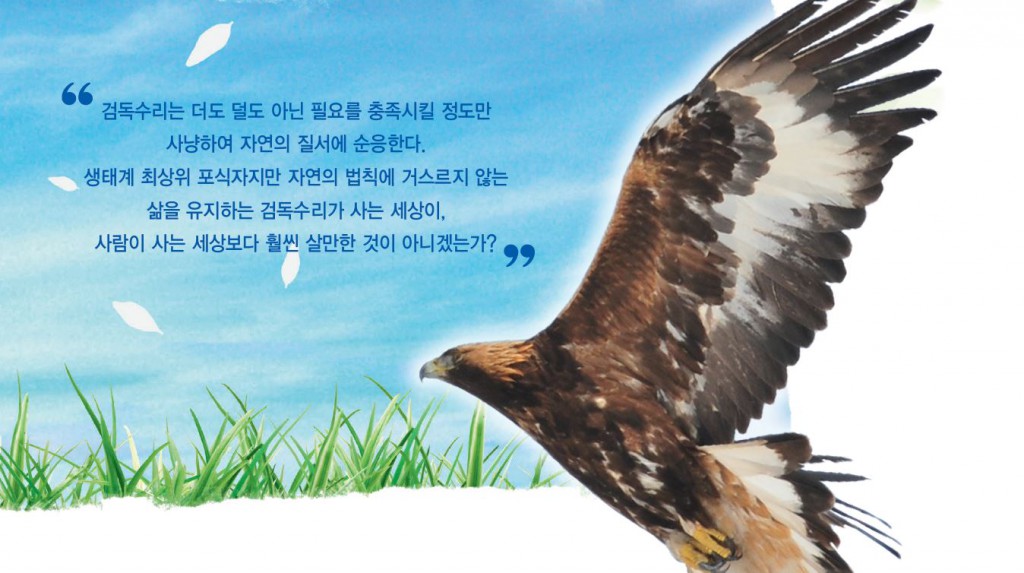 “ 검독수리는 더도 덜도 아닌 필요를 충족시킬 정도만
사냥하여 자연의 질서에 순응한다.
생태계 최상위 포식자지만 자연의 법칙에 거스르지 않는
삶을 유지하는 검독수리가 사는 세상이,
사람이 사는 세상보다 훨씬 살만한 것이 아니겠는가? ”